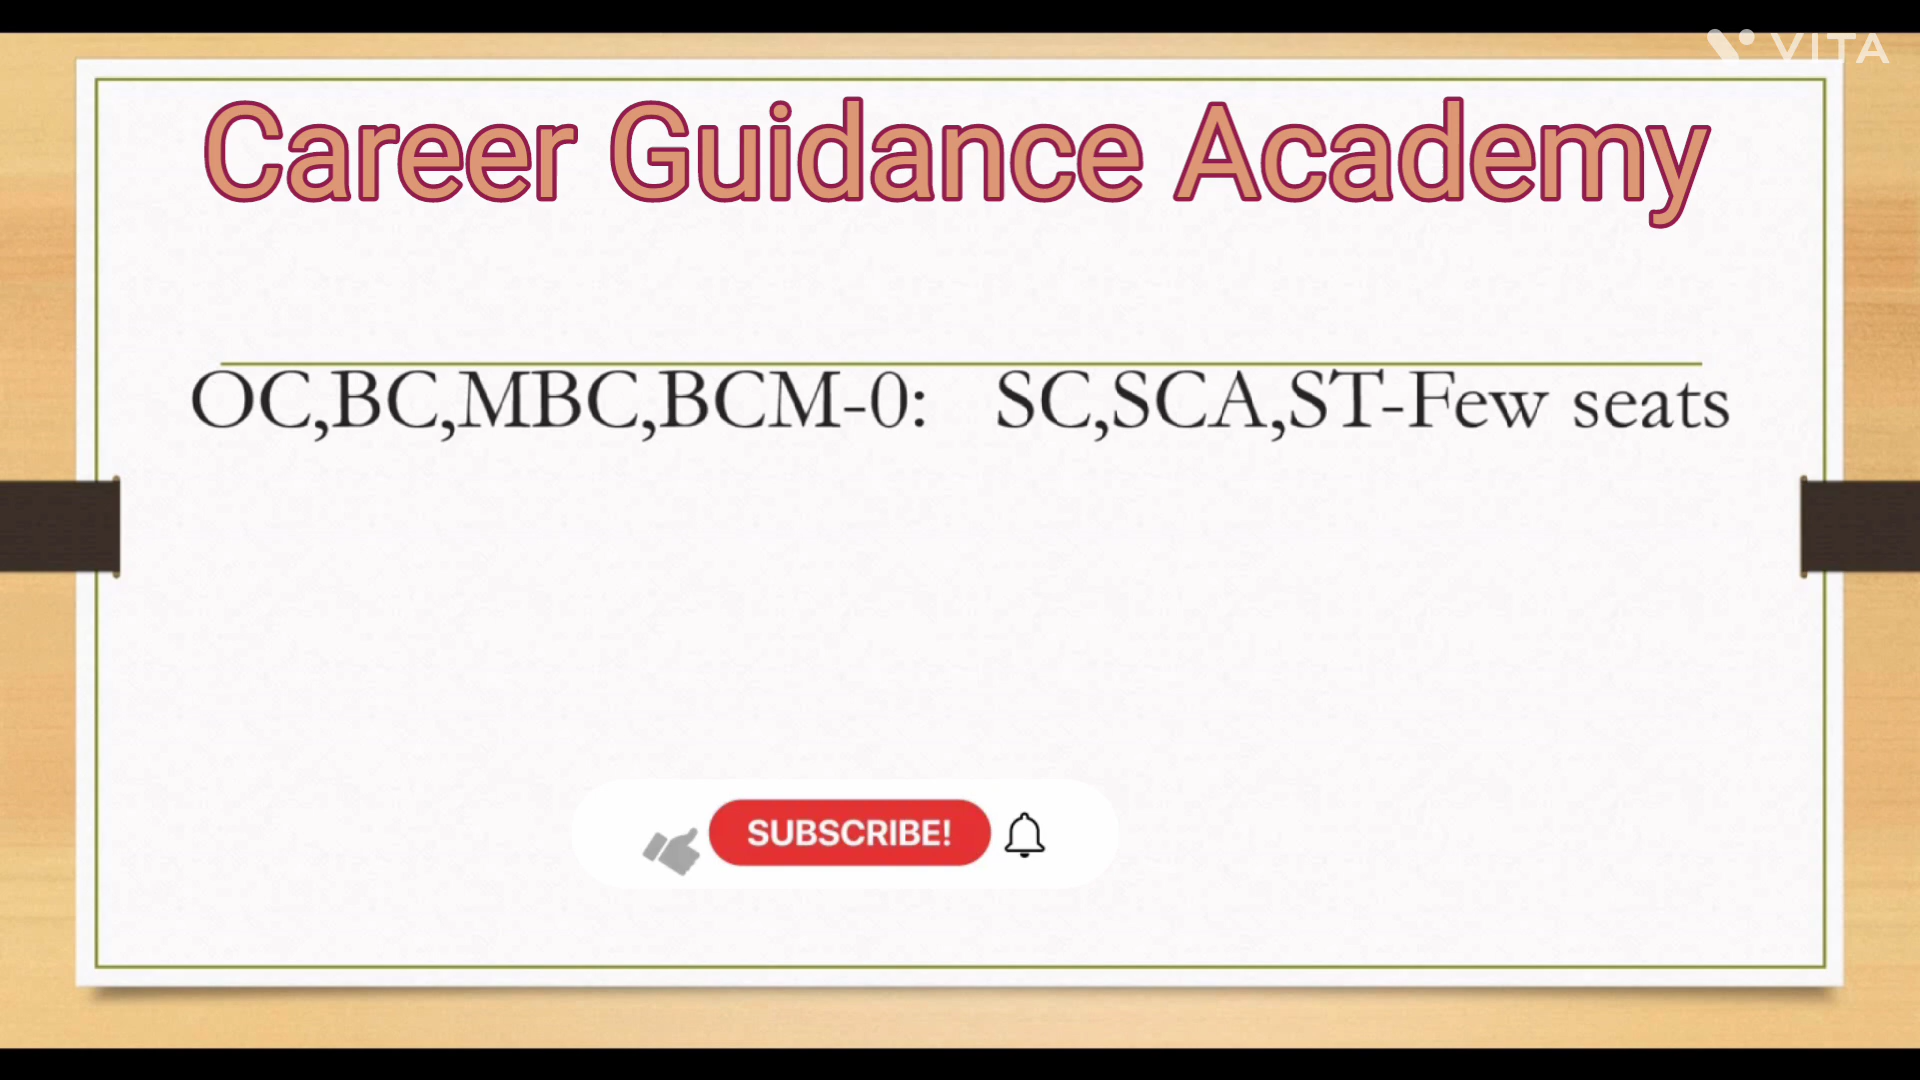 VITA
Career Guidance Academy
OC,BC,MBC,BCM-0: SC,SCA,ST-Few seats
SUBSCRIBE!